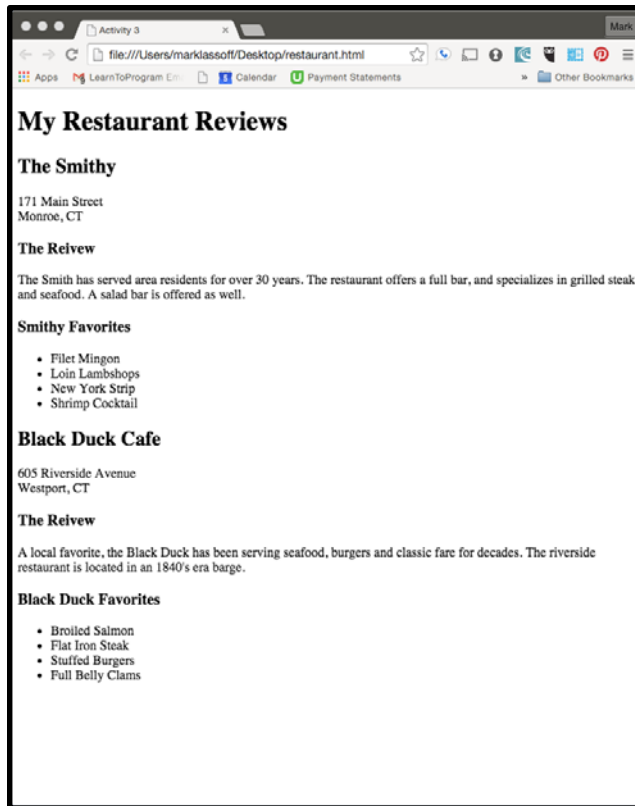 Activity 3
Mark
file:///Users/marklassoff/Desktop/restaurant.html
Apps LearnToProgram Em Calendar Payment Statements » Other Bookmarks
My Restaurant Reviews
The Smithy
171 Main Street
Monroe, CT
The Reivew
The Smith has served area residents for over 30 years. The restaurant offers a full bar, and specializes in grilled steak
and seafood. A salad bar is offered as well.
Smithy Favorites
• Filet Mingon
• Loin Lambshops
• New York Strip
• Shrimp Cocktail
Black Duck Cafe
605 Riverside Avenue
Westport, CT
The Reivew
A local favorite, the Black Duck has been serving seafood, burgers and classic fare for decades. The riverside
restaurant is located in an 1840's era barge.
Black Duck Favorites
• Broiled Salmon
• Flat Iron Steak
• Stuffed Burgers
• Full Belly Clams